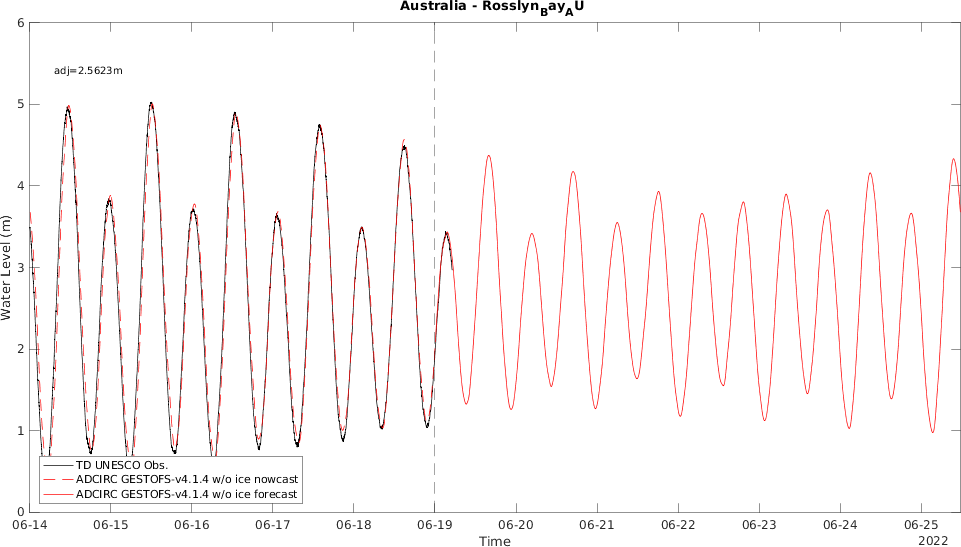 Australia - Rosslyn_Bay_AU
adj=2.5623m
Water Level (m)
6
5
4
3
2
1
0
TD UNESCO Obs.
ADCIRC GESTOFS-v4.1.4 w/o ice nowcast
ADCIRC GESTOFS-v4.1.4 w/o ice forecast
06-14 06-15 06-16 06-17 06-18 06-19 06-20 06-21 06-22 06-23 06-24 06-25
Time
2022